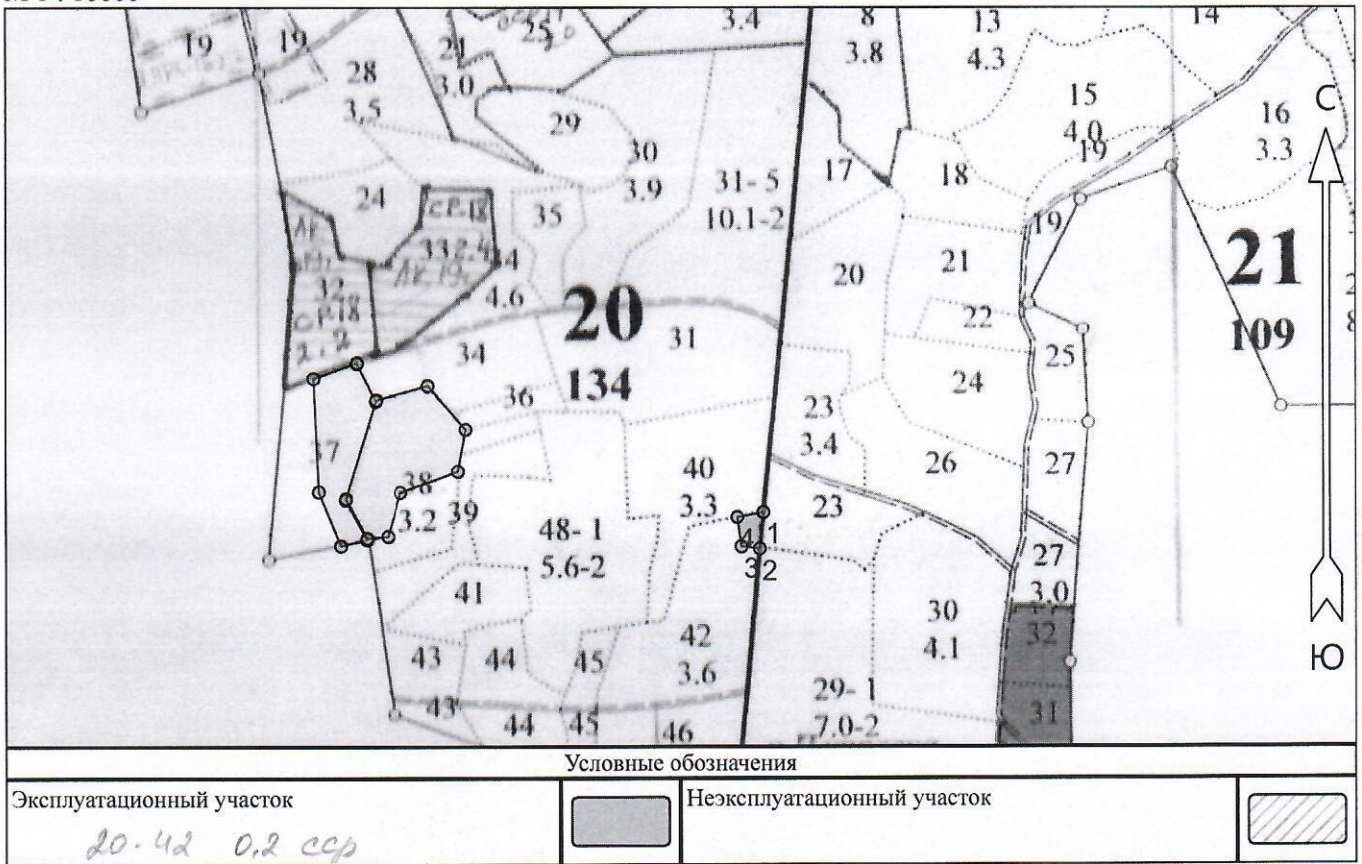 19 19 28 3,5 21 3.0 25 3.4 8 3.8 13 4.3 14
15 4.0 19 16 3.3 С
29 30 3.9 31- 5 10.1-2 17 18
24 35 20 21 19 21 109
СР.18
33 2.4
32
СР.18
2.2
4.6 20 134 31 22 25
34 36 23 3.4 24
37 38 3.2 39 40 3.3 23 26 27
48- 1 5.6-2 4 1
3 2
27 3.0
41 42 3.6 30 4.1 32 Ю
43 44 45 29- 1 7.0-2 31
43 44 45 46
Условные обозначения
Эксплуатационный участок
Неэксплуатационный участок
20-42 0,2 сср